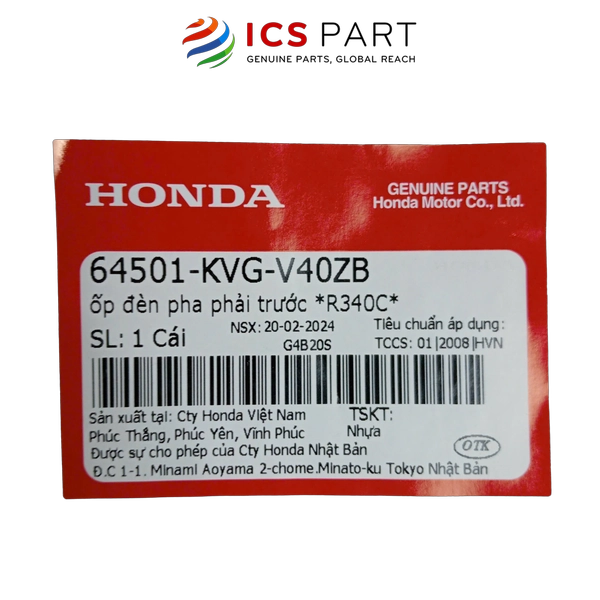 ICS PART
GENUINE PARTS, GLOBAL REACH
HONDA
GENUINE PARTS
Honda Motor Co., Ltd.
64501-KVG-V40ZB
ốp đèn pha phải trước *R340C*
SL: 1 Cái
NSX: 20-02-2024
G4B20S
Tiêu chuẩn áp dụng:
TCCS: 01|2008|HVN
Sản xuất tại: Cty Honda Việt Nam
Phúc Thắng, Phúc Yên, Vĩnh Phúc
Được sự cho phép của Cty Honda Nhật Bản
Đ.C 1-1. Minami Aoyama 2-chome.Minato-ku Tokyo Nhật Bản
TSKT:
Nhựa
OTK